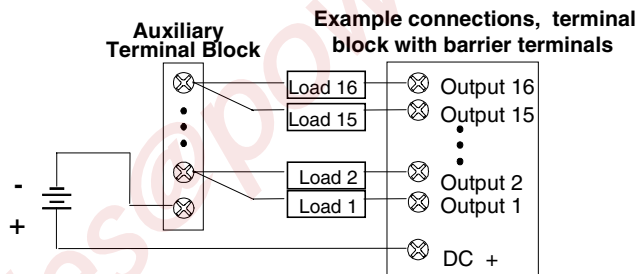 Auxiliary
Terminal Block
Example connections, terminal
block with barrier terminals
Load 16
Output 16
Load 15
Output 15
Load 2
Output 2
Load 1
Output 1
-
+
DC +